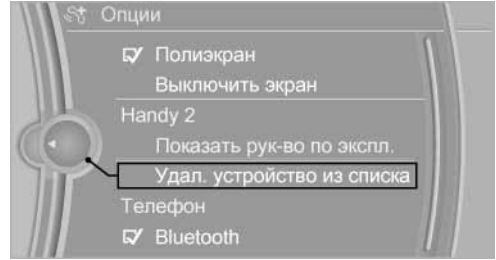 Опции
Полиэкран
Выключить экран
Handy 2
Показать рук-во по экспл.
Удал. устройство из списка
Телефон
Bluetooth